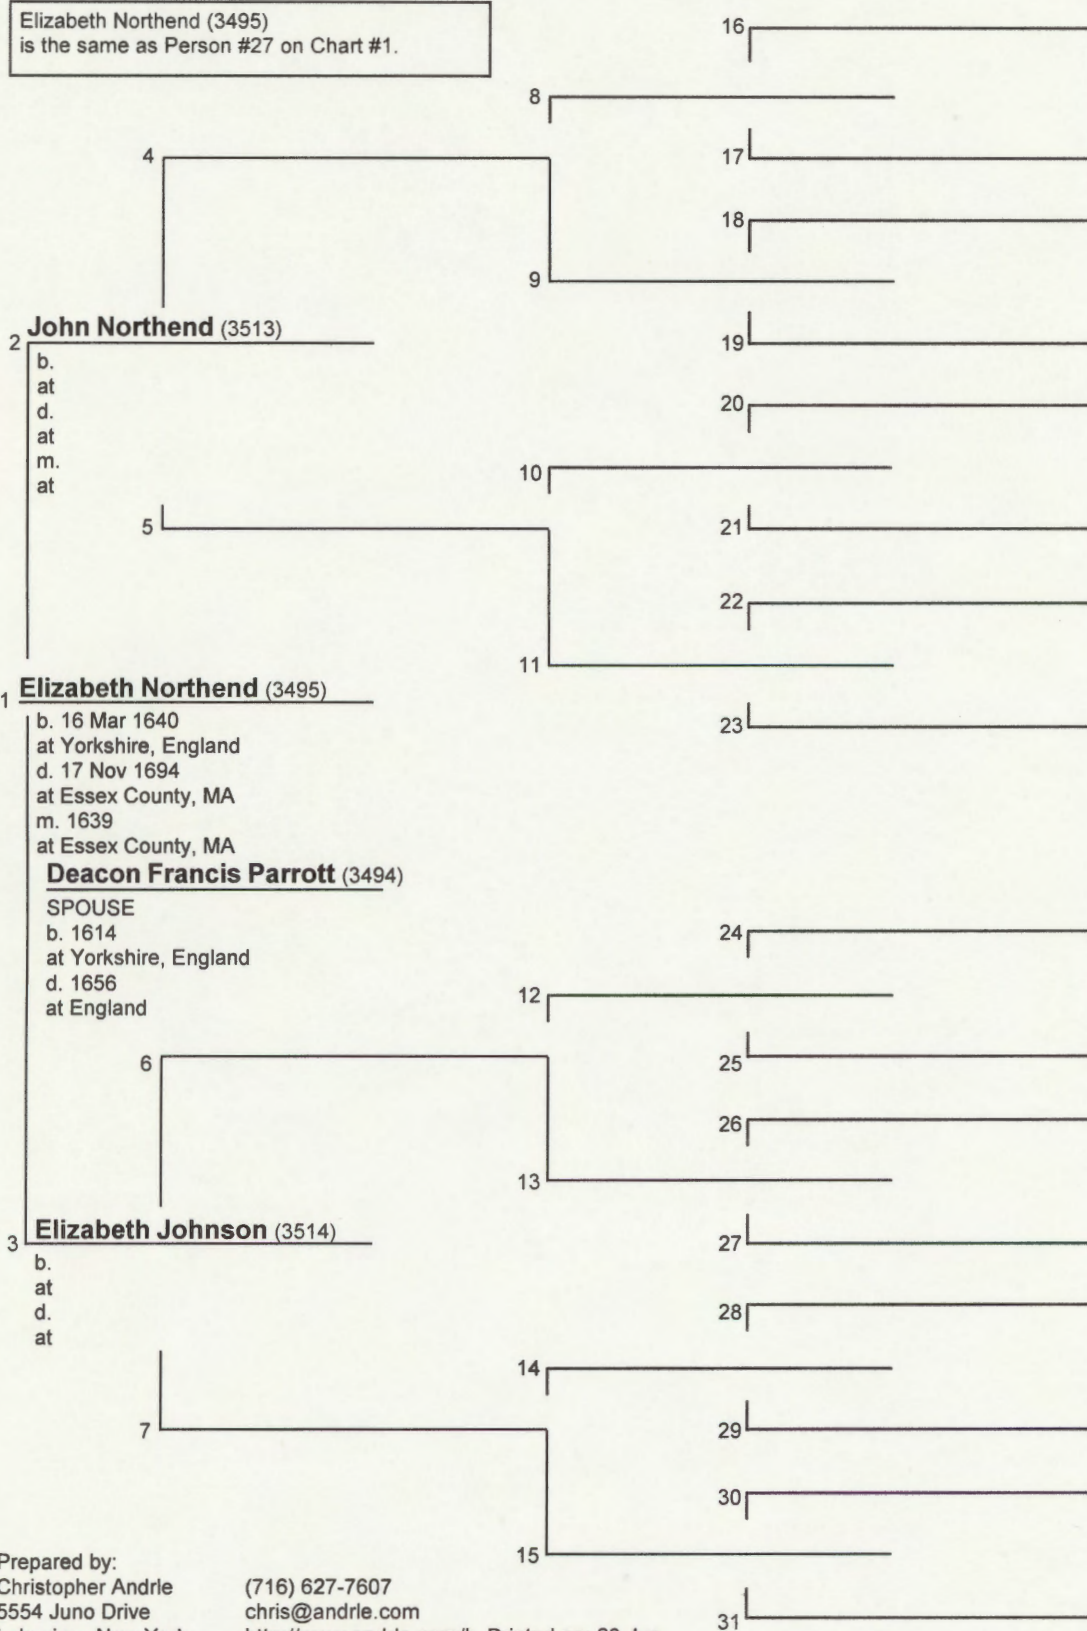 Elizabeth Northend (3495)
is the same as Person #27 on Chart #1.
16
8
4
17
18
9
2 John Northend (3513)
b.
at
d.
at
m.
at
19
20
10
5
21
22
11
1 Elizabeth Northend (3495)
b. 16 Mar 1640
at Yorkshire, England
d. 17 Nov 1694
at Essex County, MA
m. 1639
at Essex County, MA
23
Deacon Francis Parrott (3494)
SPOUSE
b. 1614
at Yorkshire, England
d. 1656
at England
24
12
6
25
26
13
3 Elizabeth Johnson (3514)
b.
at
d.
at
27
28
14
7
29
30
15
31
Prepared by:
Christopher Andrle (716) 627-7607
5554 Juno Drive chris@andrle.com